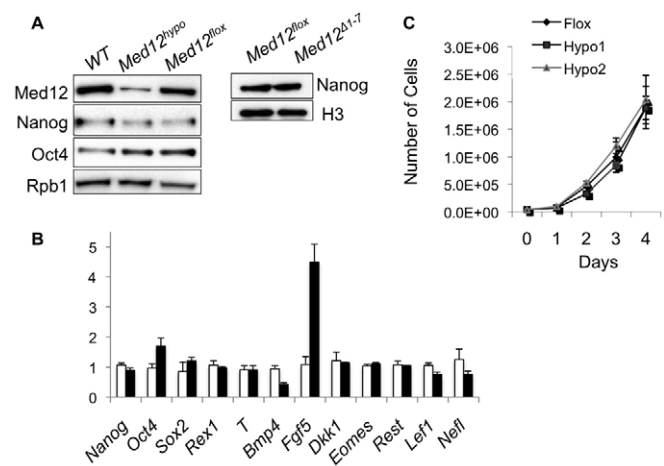 A
WT Med12hypo Med12flox
Med12
Nanog
Oct4
Rpb1
Med12flox Med12Δ1-7
Nanog
H3
B
5
4
3
2
1
0
Nanog Oct4 Sox2 Rex1 T Bmp4 Fgf5 Dkk1 Eomes Rest Lef1 Nefl
C
Flox
Hypo1
Hypo2
Number of Cells
3.0E+06
2.5E+06
2.0E+06
1.5E+06
1.0E+06
5.0E+05
0.0E+00
0 1 2 3 4
Days